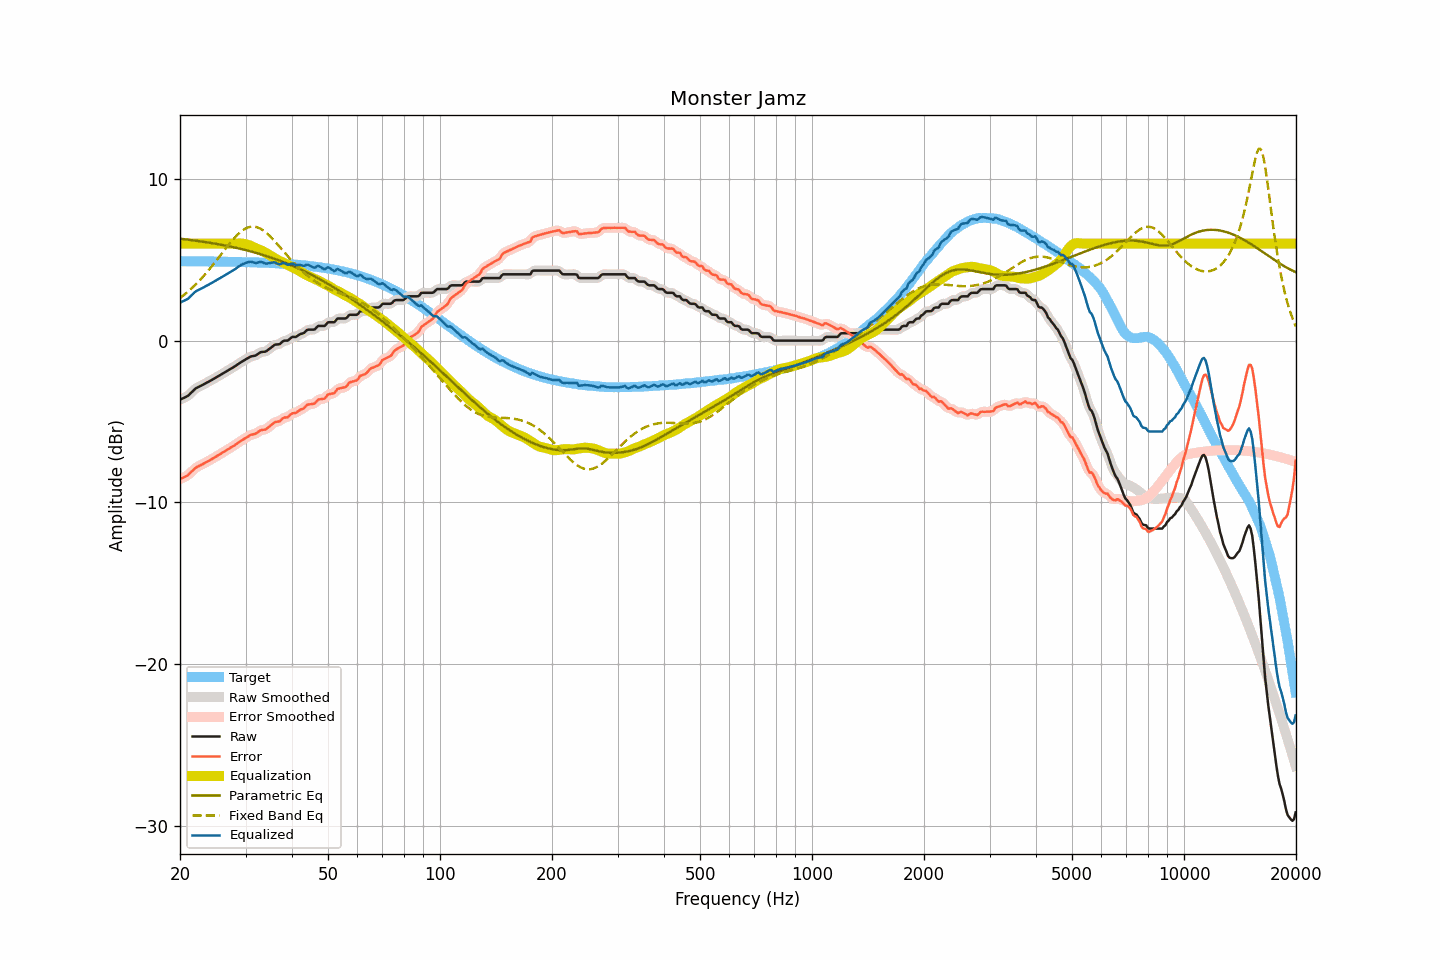 Monster Jamz
Amplitude (dBr)
10
0
−10
−20
−30
Target
Raw Smoothed
Error Smoothed
Raw
Error
Equalization
Parametric Eq
Fixed Band Eq
Equalized
20 50 100 200 500 1000 2000 5000 10000 20000
Frequency (Hz)